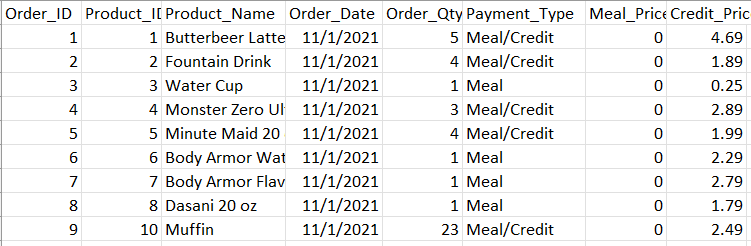 Order_ID Product_ID Product_Name Order_Date Order_Qty Payment_Type Meal_Price Credit_Pric
1 1 Butterbeer Latte 11/1/2021 5 Meal/Credit 0 4.69
2 2 Fountain Drink 11/1/2021 4 Meal/Credit 0 1.89
3 3 Water Cup 11/1/2021 1 Meal 0 0.25
4 4 Monster Zero Ul 11/1/2021 3 Meal/Credit 0 2.89
5 5 Minute Maid 20 11/1/2021 4 Meal/Credit 0 1.99
6 6 Body Armor Wat 11/1/2021 1 Meal 0 2.29
7 7 Body Armor Flav 11/1/2021 1 Meal 0 2.79
8 8 Dasani 20 oz 11/1/2021 1 Meal 0 1.79
9 10 Muffin 11/1/2021 23 Meal/Credit 0 2.49